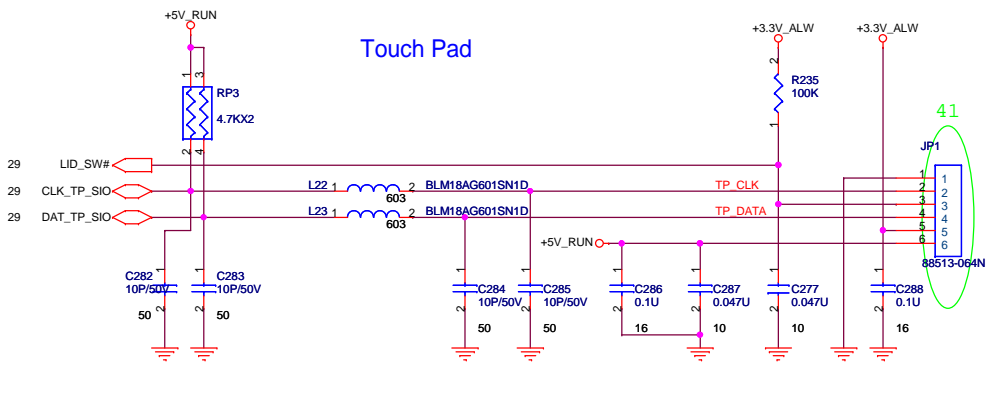 +5V_RUN
Touch Pad
+3.3V_ALW
+3.3V_ALW
1
3
2
RP3
4.7KX2
R235
100K
41
2
4
1
JP1
29 LID_SW#
1 1
29 CLK_TP_SIO
L22 1 2 BLM18AG601SN1D
603
TP_CLK
2 2
3 3
29 DAT_TP_SIO
L23 1 2 BLM18AG601SN1D
603
TP_DATA
4 4
5 5
+5V_RUN
6 6
88513-064N
1
C282
10P/50V
2
50
1
C283
10P/50V
2
50
1
C284
10P/50V
2
50
1
C285
10P/50V
2
50
1
C286
0.1U
2
16
1
C287
0.047U
2
10
1
C277
0.047U
2
10
1
C288
0.1U
2
16